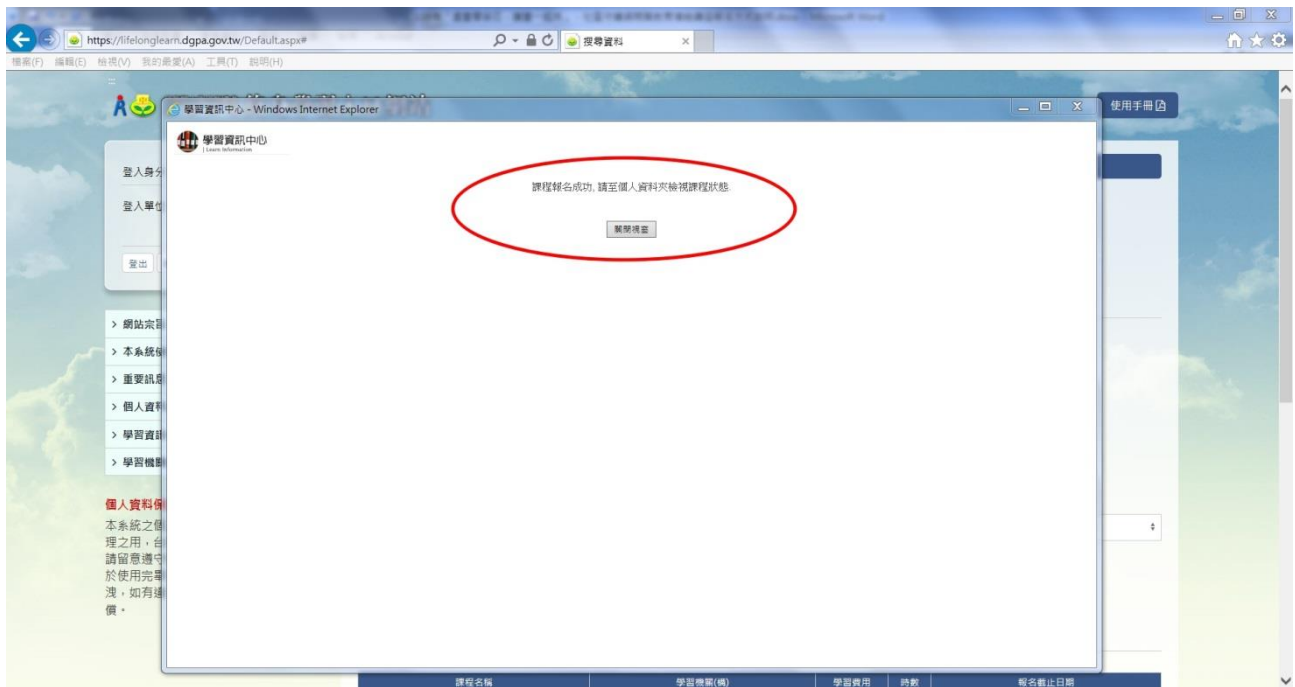 https://lifelonglearn.dgpa.gov.tw/Default.aspx#
搜尋資料
檔案(F) 編輯(E) 檢視(V) 我的最愛(A) 工具(T) 說明(H)
使用手冊
學習資訊中心 - Windows Internet Explorer
學習資訊中心
Learn Information
課程報名成功, 請至個人資料夾檢視課程狀態.
關閉視窗
登入身分
登入單位
登出
> 網站宗旨
> 本系統
> 重要訊息
> 個人資料
> 學習資訊
> 學習機關
個人資料保
本系統之個
理之用,台
請留意遵守
於使用完畢
洩,如有違
償。
課程名稱 學習機關(構) 學習費用 時數 報名截止日期